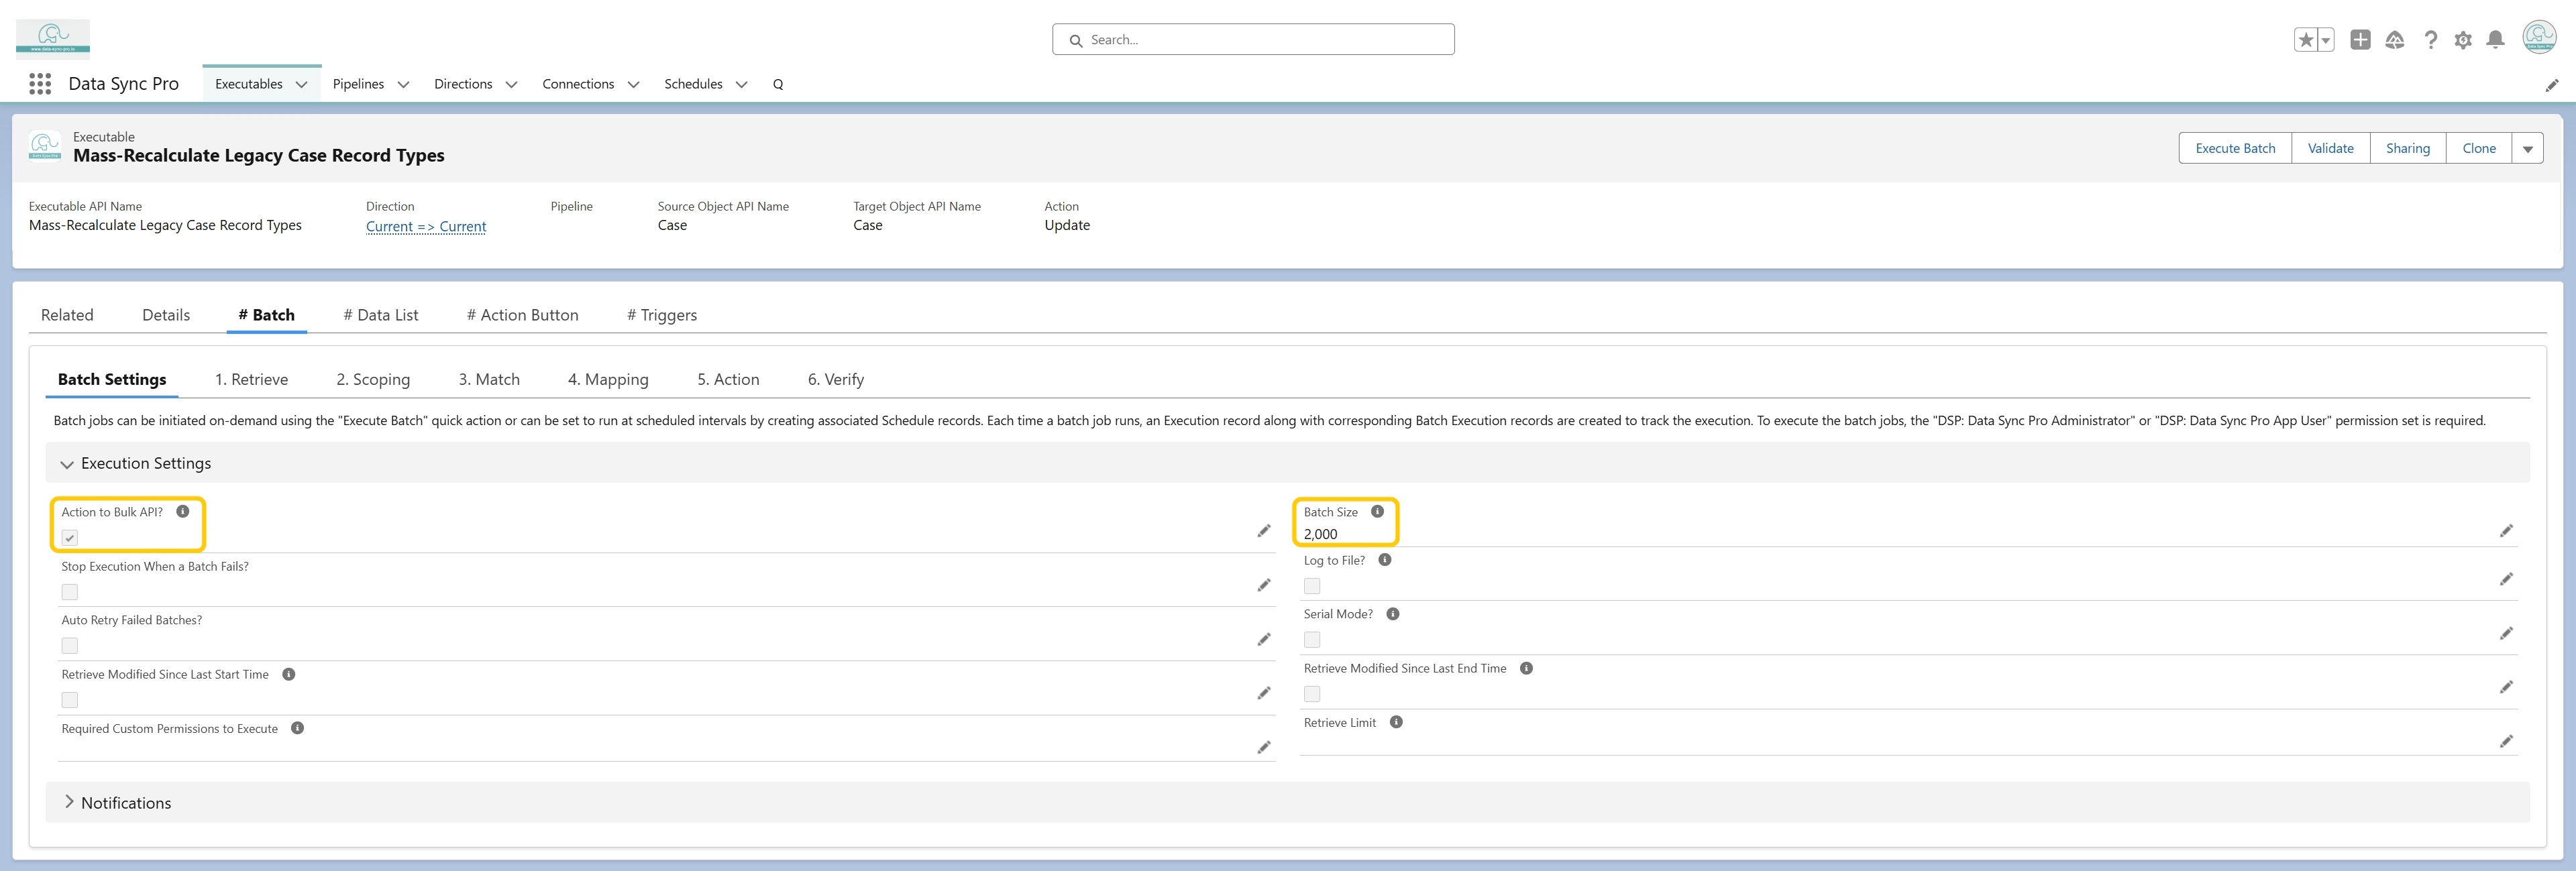 www.data-sync-pro.io
Search...
Data Sync Pro
Executables
Pipelines
Directions
Connections
Schedules
Q
Executable
Mass-Recalculate Legacy Case Record Types
Execute Batch
Validate
Sharing
Clone
Executable API Name
Mass-Recalculate Legacy Case Record Types
Direction
Current => Current
Pipeline
Source Object API Name
Case
Target Object API Name
Case
Action
Update
Related
Details
# Batch
# Data List
# Action Button
# Triggers
Batch Settings
1. Retrieve
2. Scoping
3. Match
4. Mapping
5. Action
6. Verify
Batch jobs can be initiated on-demand using the "Execute Batch" quick action or can be set to run at scheduled intervals by creating associated Schedule records. Each time a batch job runs, an Execution record along with corresponding Batch Execution records are created to track the execution. To execute the batch jobs, the "DSP: Data Sync Pro Administrator" or "DSP: Data Sync Pro App User" permission set is required.
Execution Settings
Action to Bulk API?
Batch Size
2,000
Stop Execution When a Batch Fails?
Log to File?
Auto Retry Failed Batches?
Serial Mode?
Retrieve Modified Since Last Start Time
Retrieve Modified Since Last End Time
Required Custom Permissions to Execute
Retrieve Limit
Notifications